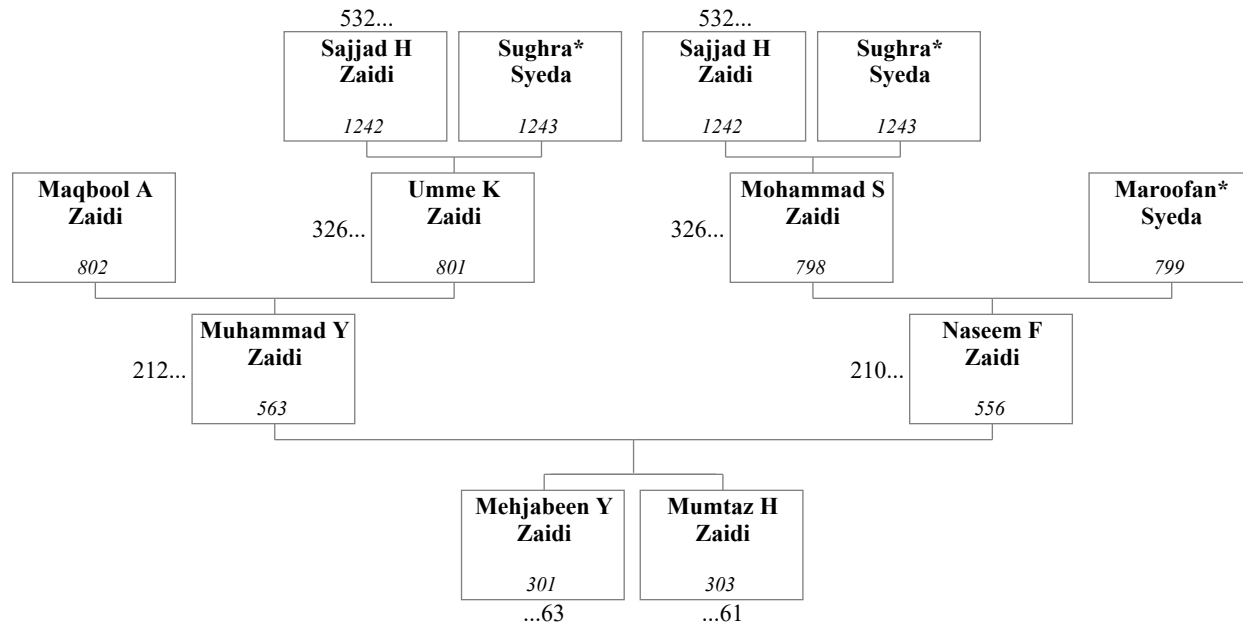 532...
532...
Sajjad H
Zaidi
1242
Sughra*
Syeda
1243
Sajjad H
Zaidi
1242
Sughra*
Syeda
1243
Maqbool A
Zaidi
802
326...
Umme K
Zaidi
801
326...
Mohammad S
Zaidi
798
Maroofan*
Syeda
799
212...
Muhammad Y
Zaidi
563
210...
Naseem F
Zaidi
556
Mehjabeen Y
Zaidi
301
...63
Mumtaz H
Zaidi
303
...61